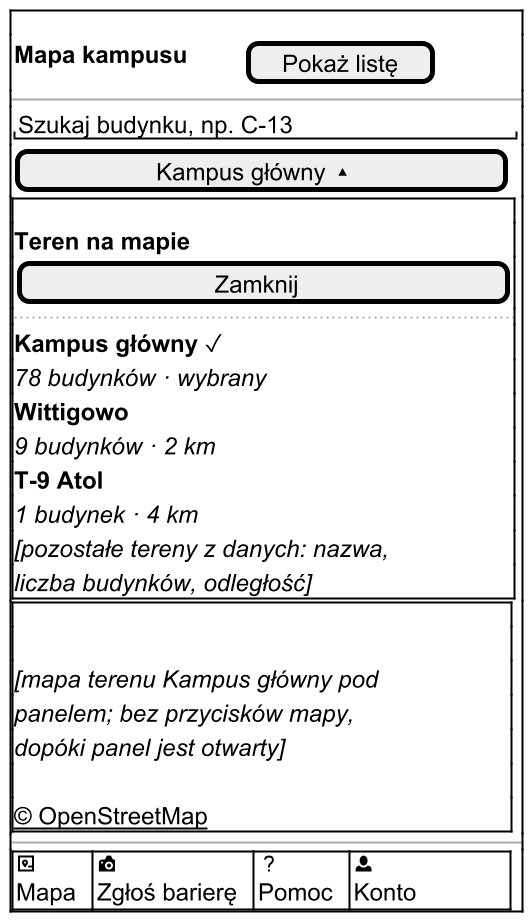 Mapa kampusu
Pokaż listę
Szukaj budynku, np. C-13
Kampus główny ▲
Teren na mapie
Zamknij
Kampus główny ✓
78 budynków · wybrany
Wittigowo
9 budynków · 2 km
T-9 Atol
1 budynek · 4 km
[pozostałe tereny z danych: nazwa,
liczba budynków, odległość]
[mapa terenu Kampus główny pod
panelem; bez przycisków mapy,
dopóki panel jest otwarty]
© OpenStreetMap
?
Mapa Zgłoś barierę Pomoc Konto